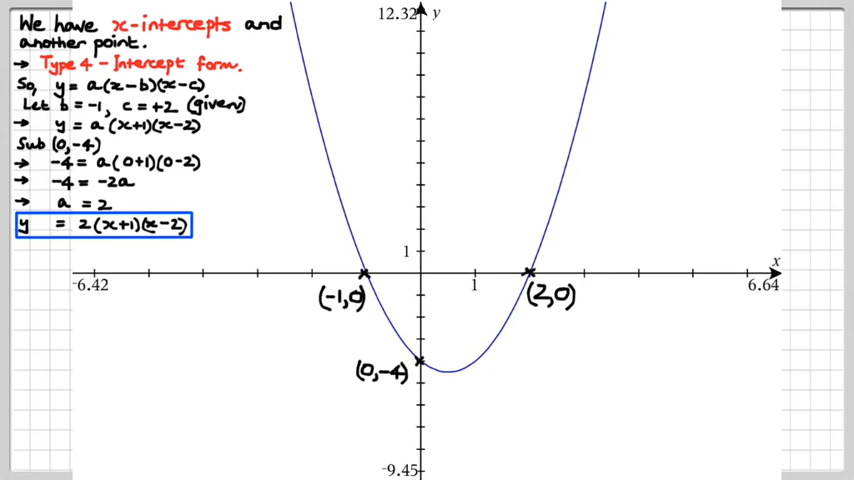 We have x-intercepts and
another point.
→ Type 4 - Intercept form.
So, y = a(x-b)(x-c)
Let b = -1, c = +2 (given)
→ y = a (x+1)(x-2)
Sub (0,-4)
→ -4 = a(0+1)(0-2)
→ -4 = -2a
→ a = 2
y = 2(x+1)(x-2)
12.32 y
1
x
-6.42 1 6.64
(-1,0) (2,0)
(0,-4)
-9.45